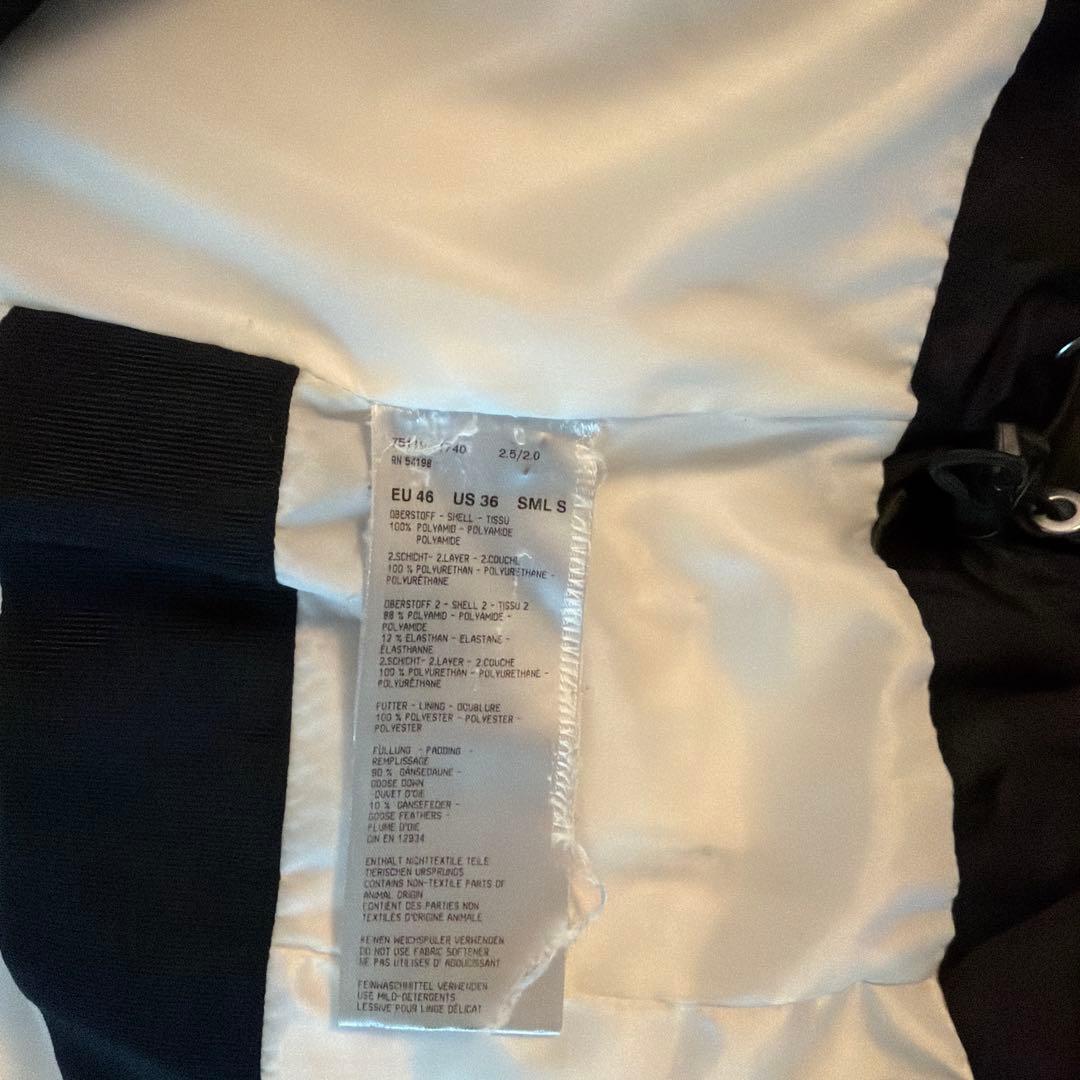 2.5/2.0
RN 54198
EU 46 US 36 SML S
OBERSTOFF - SHELL - TISSU
100% POLYAMID - POLYAMIDE
POLYAMIDE
2.SCHICHT- 2.LAYER - 2.COUCHE
100 % POLYURETHAN - POLYURETHANE -
POLYURÉTHANE
OBERSTOFF 2 - SHELL 2 - TISSU 2
88 % POLYAMID - POLYAMIDE -
POLYAMIDE
12 % ELASTHAN - ELASTANE -
ÉLASTHANNE
2.SCHICHT- 2.LAYER - 2.COUCHE
100 % POLYURETHAN - POLYURETHANE -
POLYURÉTHANE
FUTTER - LINING - DOUBLURE
100 % POLYESTER - POLYESTER -
POLYESTER
FÜLLUNG - PADDING -
REMPLISSAGE
90 % GÄNSEDAUNE -
GOOSE DOWN
DUVET D'OIE
10 % GÄNSEFEDER -
GOOSE FEATHERS -
PLUME D'OIE
DIN EN 12934
ENTHÄLT NICHTTEXTILE TEILE
TIERISCHEN URSPRUNGS
CONTAINS NON-TEXTILE PARTS OF
ANIMAL ORIGIN
CONTIENT DES PARTIES NON
TEXTILES D'ORIGINE ANIMALE
KEINEN WEICHSPÜLER VERWENDEN
DO NOT USE FABRIC SOFTENER
NE PAS UTILISER D' ADOUCISSANT
FEINWASCHMITTEL VERWENDEN
USE MILD-DETERGENTS
LESSIVE POUR LINGE DÉLICAT